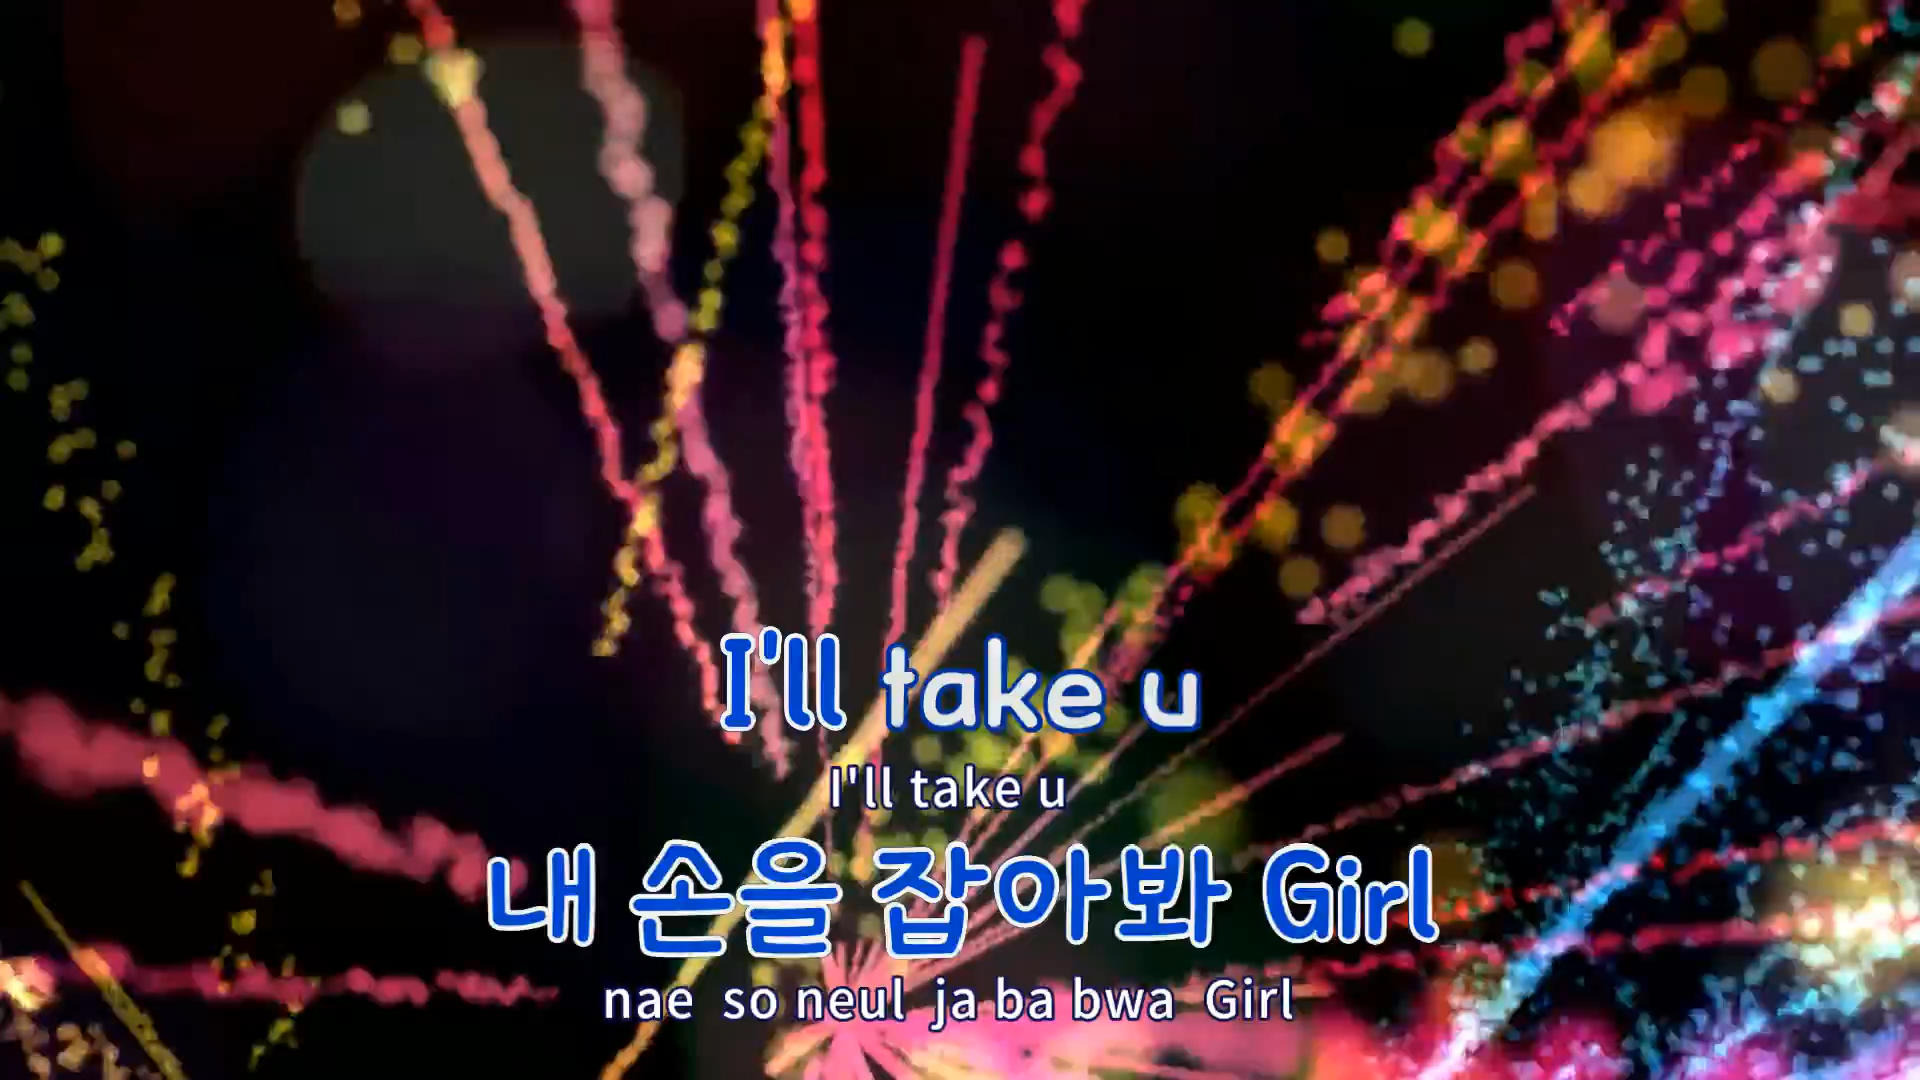 I'll take u
I'll take u
내 손을 잡아봐 Girl
nae so neul ja ba bwa Girl